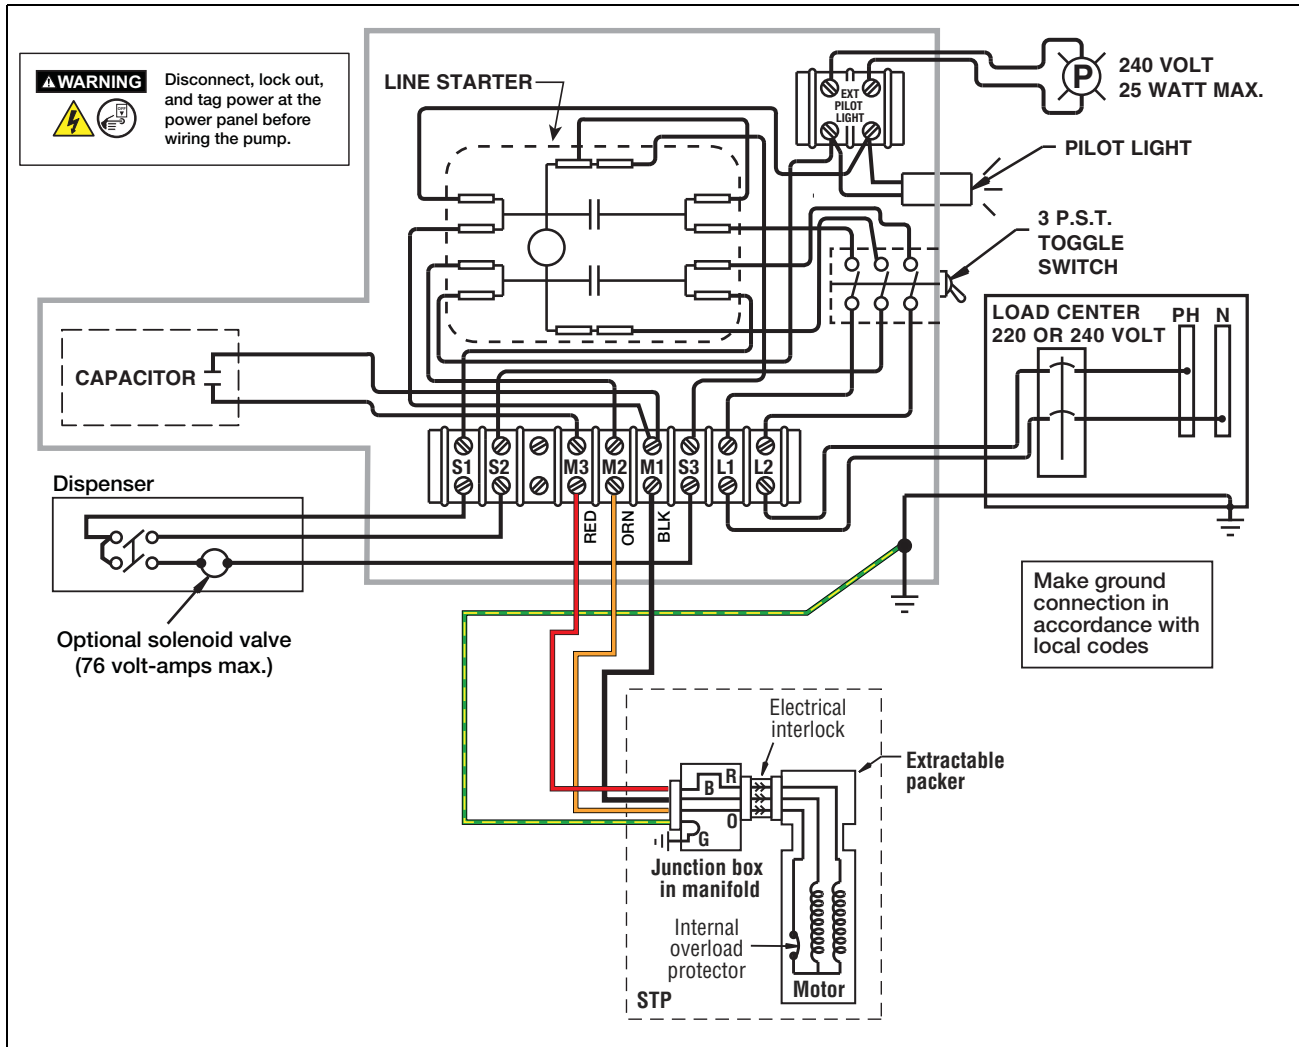 WARNING
Disconnect, lock out,
and tag power at the
power panel before
wiring the pump.
LINE STARTER
EXT
PILOT
LIGHT
P
240 VOLT
25 WATT MAX.
PILOT LIGHT
3 P.S.T.
TOGGLE
SWITCH
LOAD CENTER
220 OR 240 VOLT
PH
N
CAPACITOR
S1
S2
M3
M2
M1
S3
L1
L2
RED
ORN
BLK
Dispenser
Optional solenoid valve
(76 volt-amps max.)
Make ground
connection in
accordance with
local codes
Electrical
interlock
Extractable
packer
R
B
O
G
Junction box
in manifold
Internal
overload
protector
Motor
STP